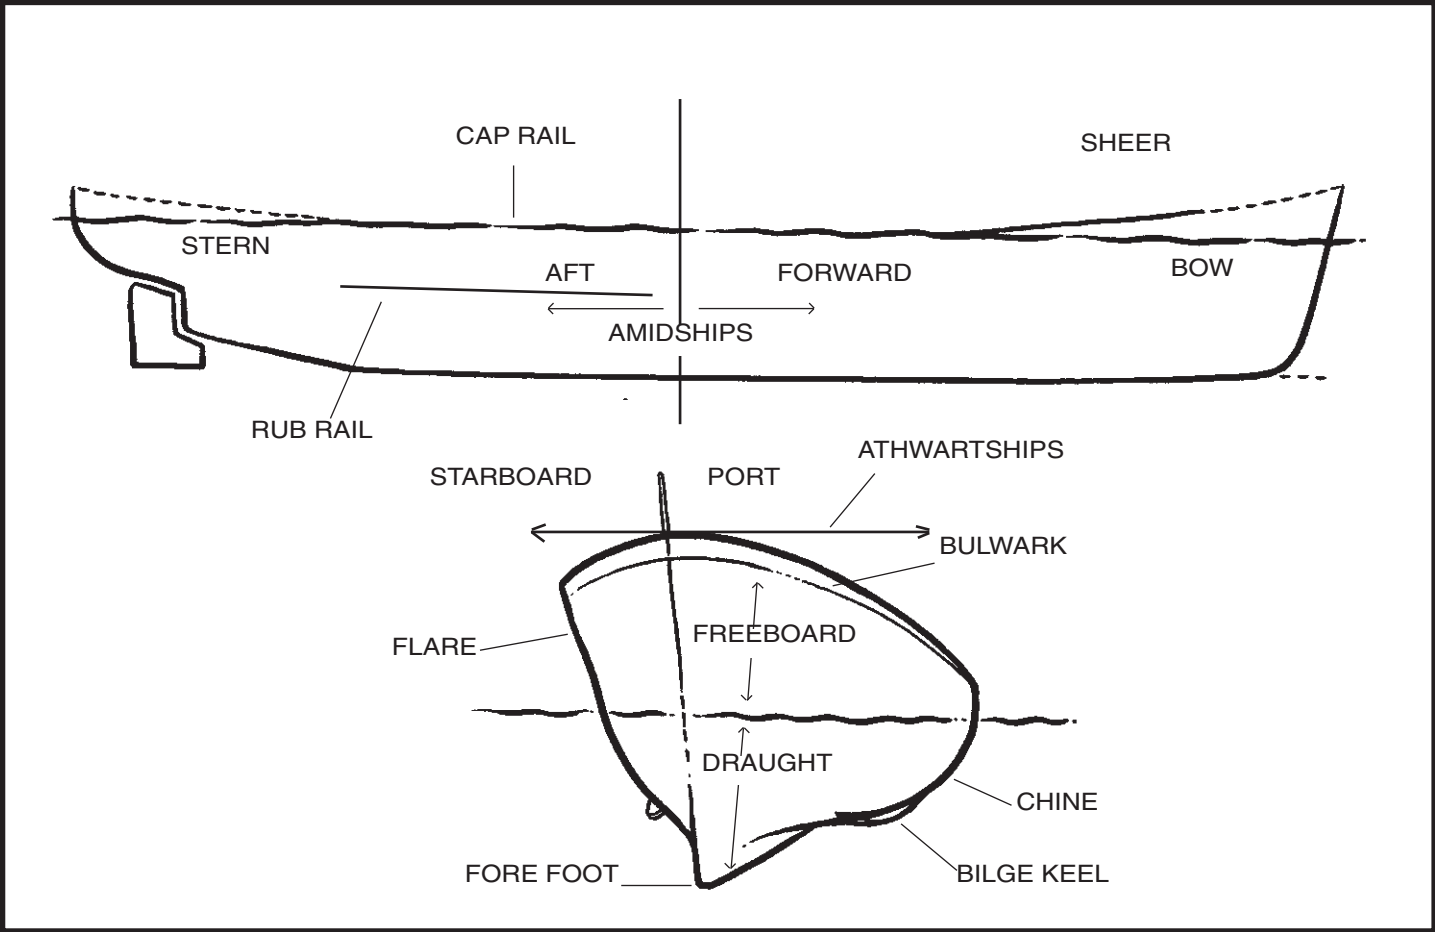 CAP RAIL
SHEER
STERN
AFT
FORWARD
BOW
AMIDSHIPS
RUB RAIL
ATHWARTSHIPS
STARBOARD
PORT
BULWARK
FREEBOARD
FLARE
DRAUGHT
CHINE
FORE FOOT
BILGE KEEL